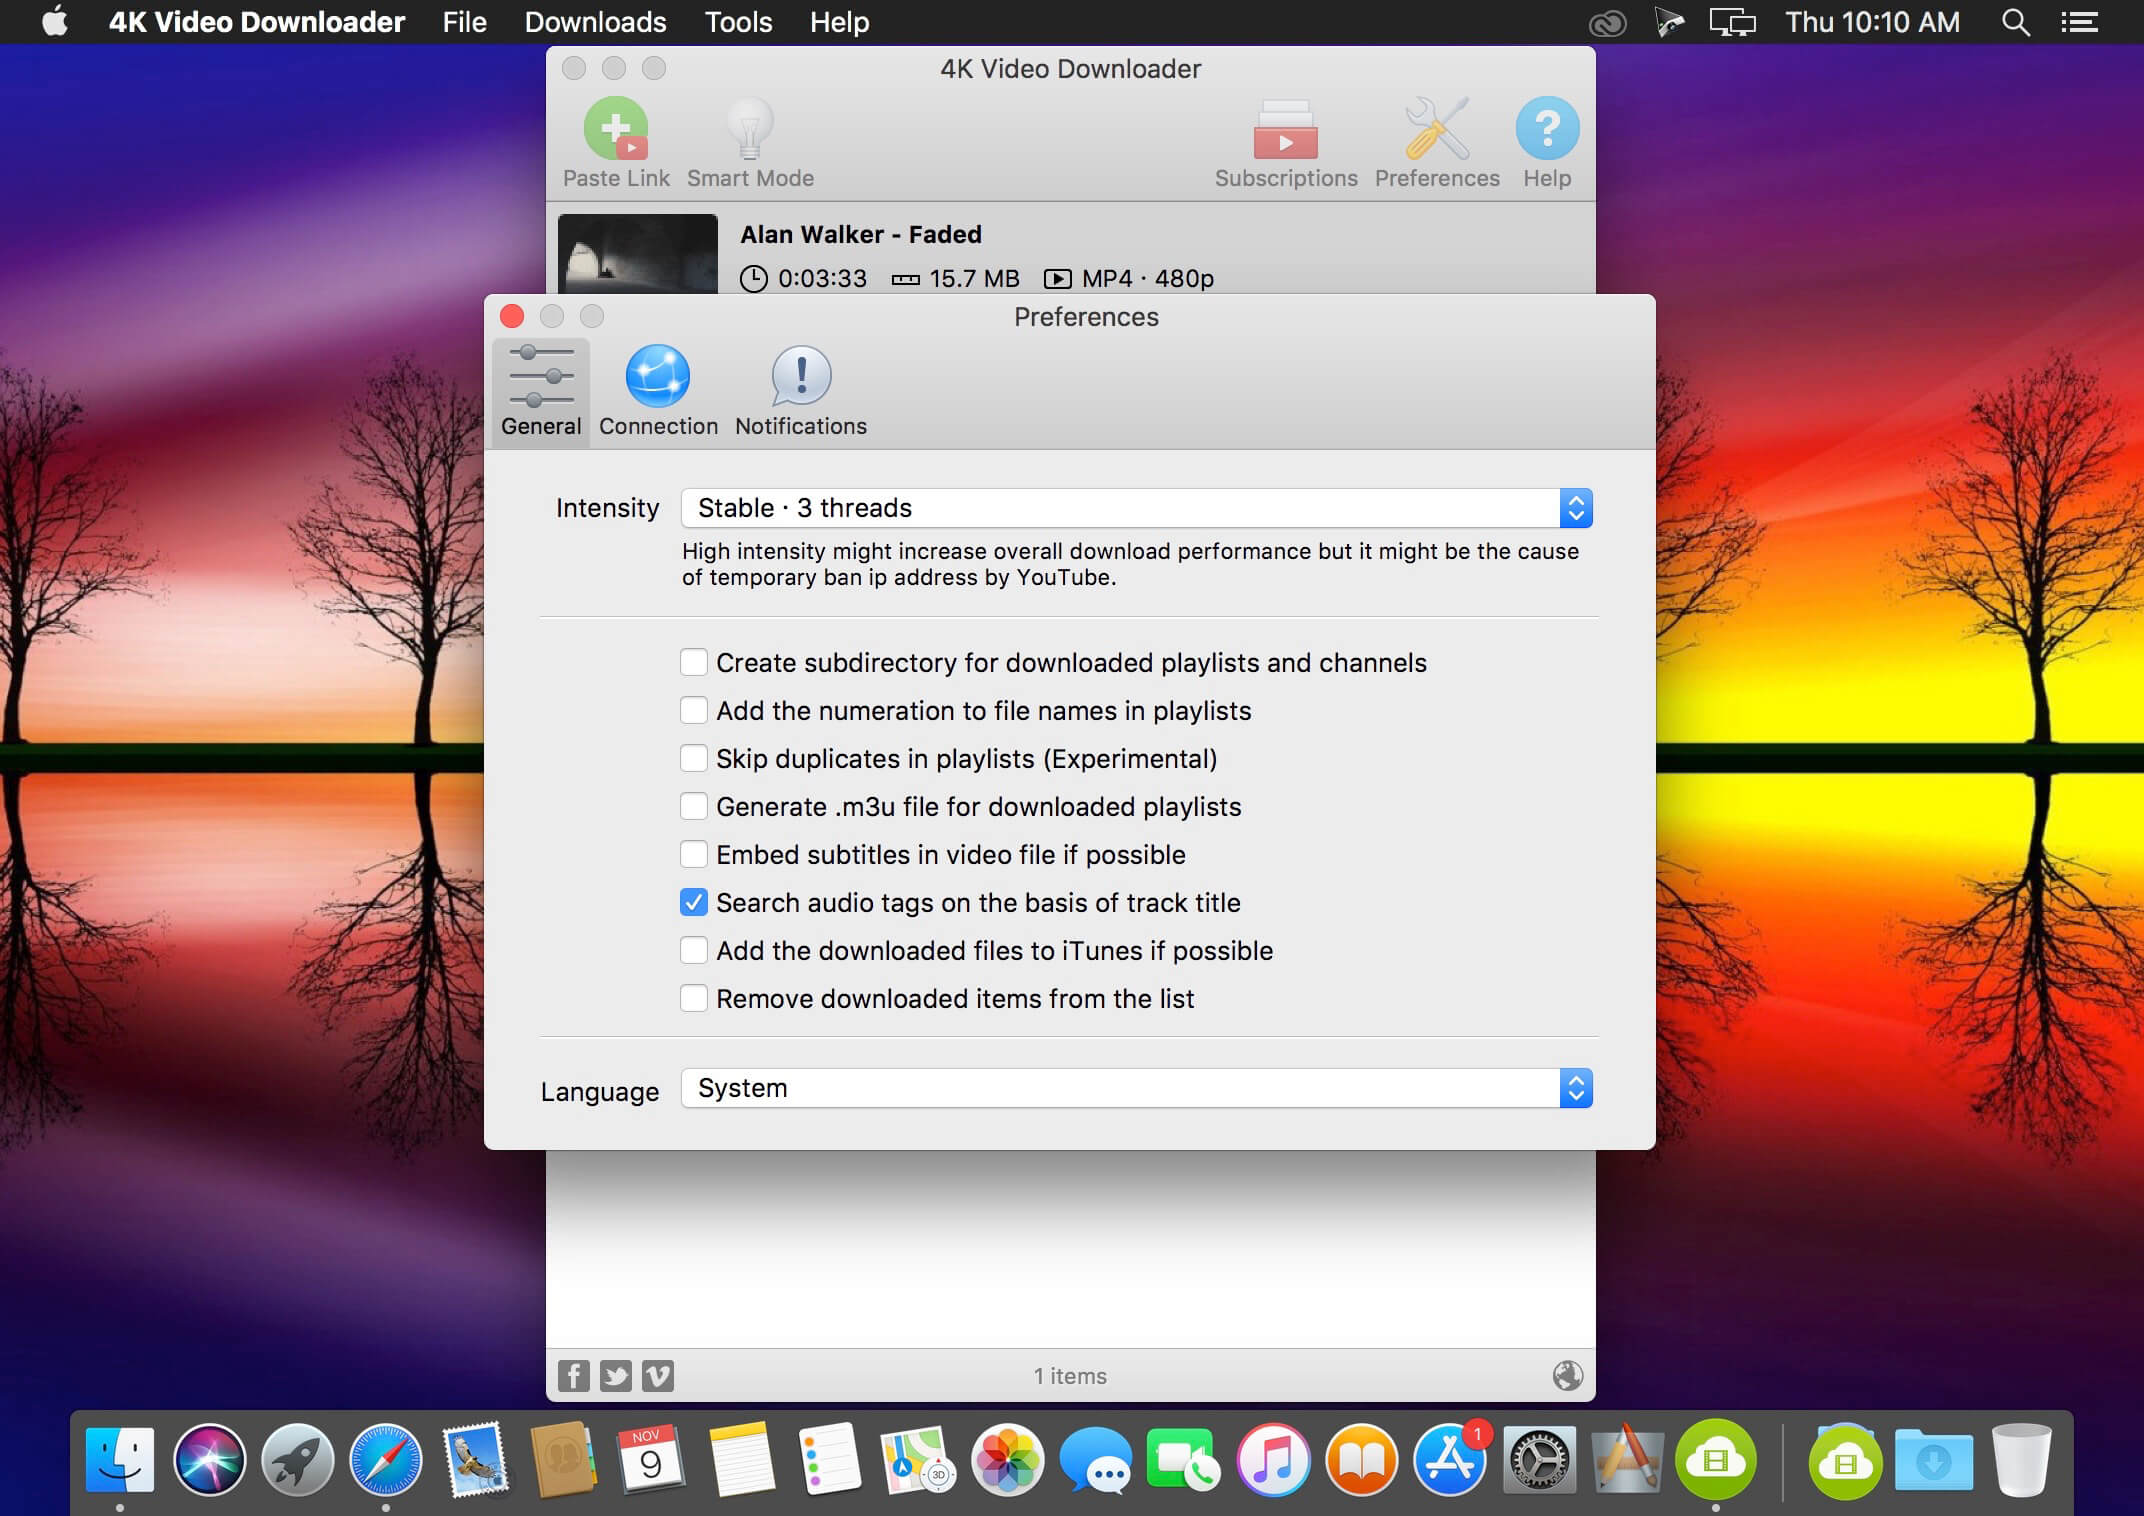 4K Video Downloader File Downloads Tools Help Thu 10:10 AM
4K Video Downloader
Paste Link Smart Mode Subscriptions Preferences Help
Alan Walker - Faded
0:03:33 15.7 MB MP4 · 480p
Preferences
General Connection Notifications
Intensity Stable · 3 threads
High intensity might increase overall download performance but it might be the cause
of temporary ban ip address by YouTube.
Create subdirectory for downloaded playlists and channels
Add the numeration to file names in playlists
Skip duplicates in playlists (Experimental)
Generate .m3u file for downloaded playlists
Embed subtitles in video file if possible
Search audio tags on the basis of track title
Add the downloaded files to iTunes if possible
Remove downloaded items from the list
Language System
1 items
NOV
9
3D
1